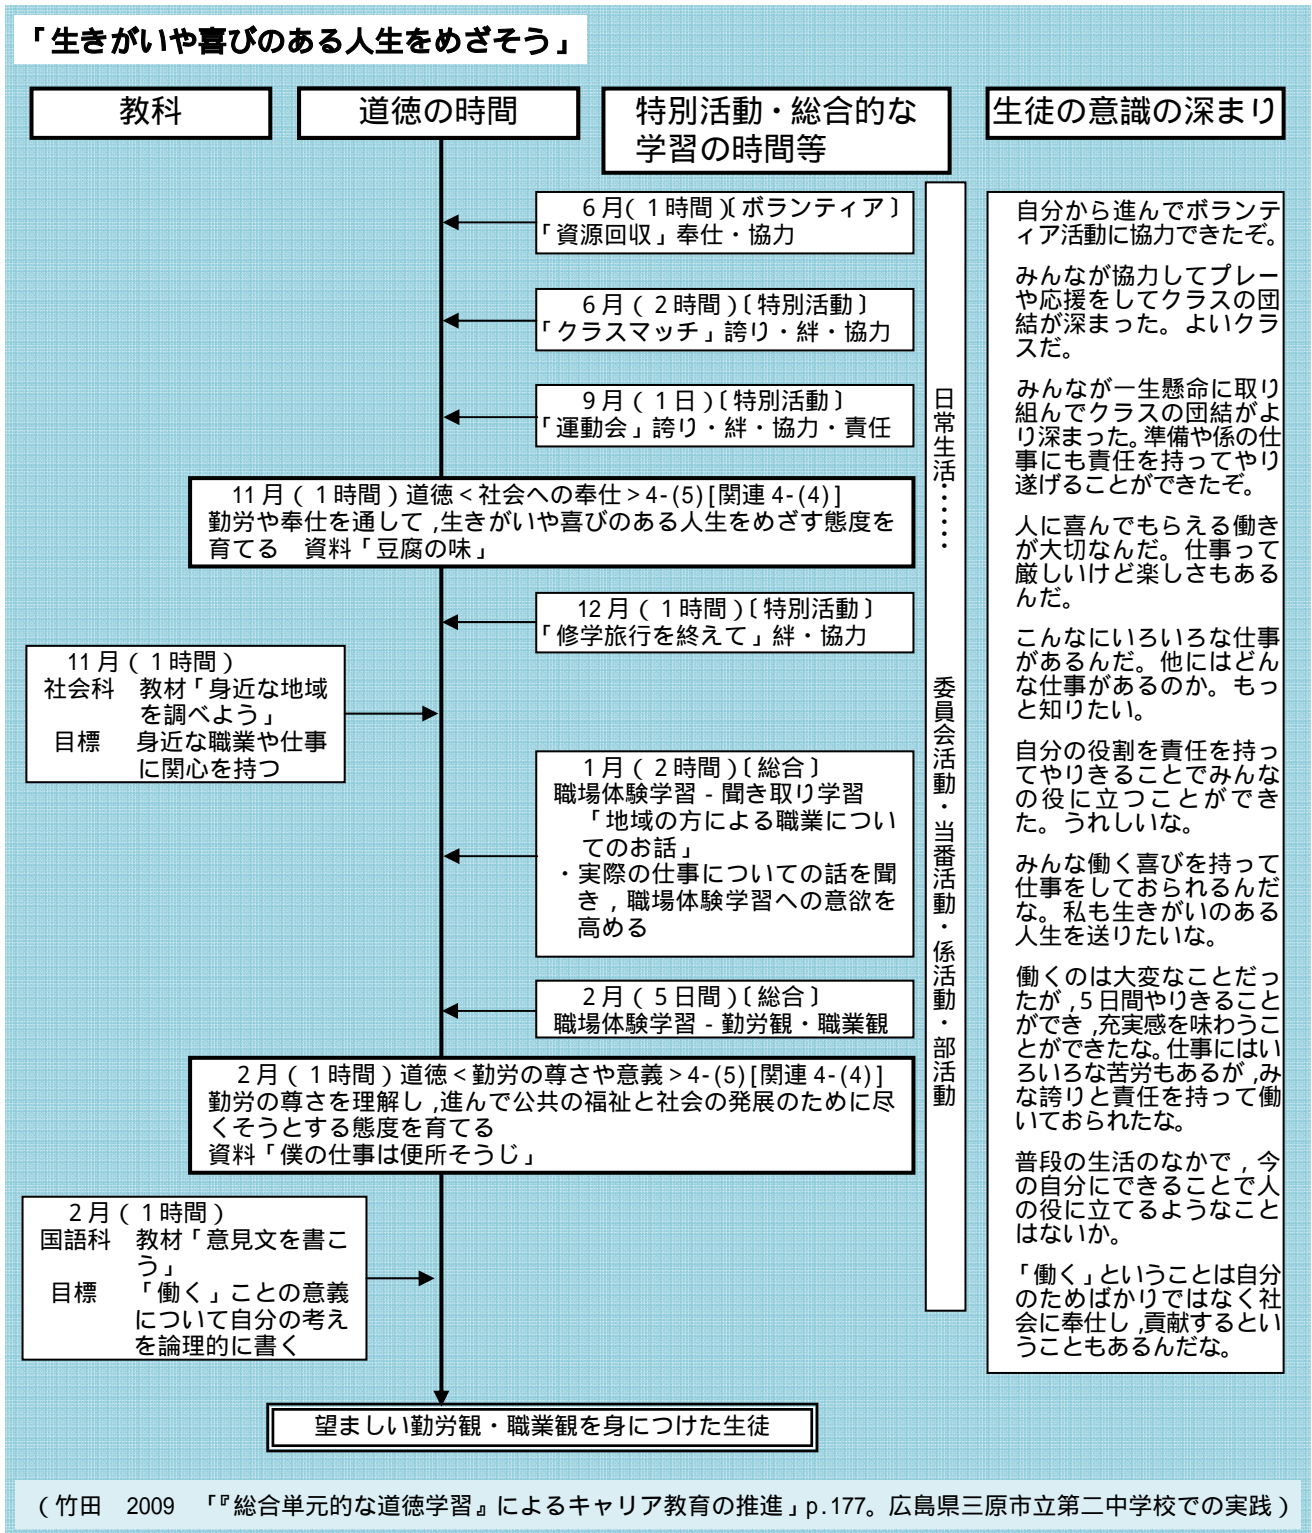 「生きがいや喜びのある人生をめざそう」
教科
道徳の時間
特別活動・総合的な
学習の時間等
生徒の意識の深まり
6月(1時間)〔ボランティア〕
「資源回収」奉仕・協力
6月(2時間)〔特別活動〕
「クラスマッチ」誇り・絆・協力
9月(1日)〔特別活動〕
「運動会」誇り・絆・協力・責任
11月(1時間)道徳<社会への奉仕>4-(5)[関連4-(4)]
勤労や奉仕を通して,生きがいや喜びのある人生をめざす態度を
育てる 資料「豆腐の味」
12月(1時間)〔特別活動〕
「修学旅行を終えて」絆・協力
11月(1時間)
社会科 教材「身近な地域
を調べよう」
目標 身近な職業や仕事
に関心を持つ
1月(2時間)〔総合〕
職場体験学習-聞き取り学習
「地域の方による職業につい
てのお話」
・実際の仕事についての話を聞
き,職場体験学習への意欲を
高める
2月(5日間)〔総合〕
職場体験学習-勤労観・職業観
2月(1時間)道徳<勤労の尊さや意義>4-(5)[関連4-(4)]
勤労の尊さを理解し,進んで公共の福祉と社会の発展のために尽
くそうとする態度を育てる
資料「僕の仕事は便所そうじ」
2月(1時間)
国語科 教材「意見文を書こ
う」
目標 「働く」ことの意義
について自分の考え
を論理的に書く
望ましい勤労観・職業観を身につけた生徒
日常生活‥‥‥ 委員会活動・当番活動・係活動・部活動
自分から進んでボランテ
ィア活動に協力できたぞ。
みんなが協力してプレー
や応援をしてクラスの団
結が深まった。よいクラ
スだ。
みんなが一生懸命に取り
組んでクラスの団結がよ
り深まった。準備や係の仕
事にも責任を持ってやり
遂げることができたぞ。
人に喜んでもらえる働き
が大切なんだ。仕事って
厳しいけど楽しさもある
んだ。
こんなにいろいろな仕事
があるんだ。他にはどん
な仕事があるのか。もっ
と知りたい。
自分の役割を責任を持っ
てやりきることでみんな
の役に立つことができ
た。うれしいな。
みんな働く喜びを持って
仕事をしておられるんだ
な。私も生きがいのある
人生を送りたいな。
働くのは大変なことだっ
たが,5日間やりきること
ができ,充実感を味わうこ
とができたな。仕事にはい
ろいろな苦労もあるが,み
な誇りと責任を持って働
いておられたな。
普段の生活のなかで,今
の自分にできることで人
の役に立てるようなこと
はないか。
「働く」ということは自分
のためばかりではなく社
会に奉仕し,貢献するとい
うこともあるんだな。
(竹田 2009 「『総合単元的な道徳学習』によるキャリア教育の推進」p.177。広島県三原市立第二中学校での実践)